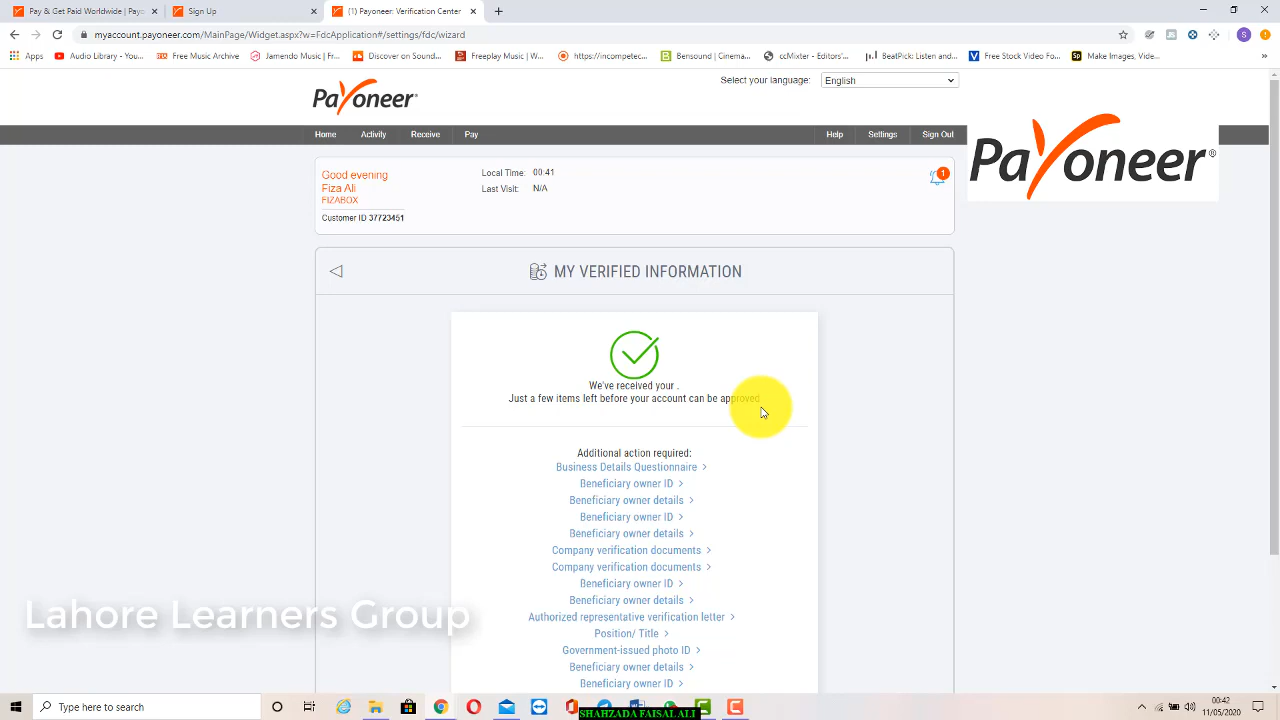 Pay & Get Paid Worldwide | Payo
Sign Up
(1) Payoneer: Verification Center
myaccount.payoneer.com/MainPage/Widget.aspx?w=FdcApplication#/settings/fdc/wizard
Apps
Audio Library - You...
Free Sound Effects |...
Jamendo Music | D...
Discover on Sound...
Freeplay Music | W...
https://incompetec...
Bensound | Cinema...
ccMixter - Editors'...
BeatPick: Listen and...
Free Stock Video Fo...
Make Images, Vide...
Select your language:
English
Payoneer
Home
Activity
Receive
Pay
Help
Settings
Sign Out
Payoneer®
Good evening
Fiza Ali
FIZABOX
Customer ID 37723451
Local Time: 00:41
Last Visit: N/A
1
MY VERIFIED INFORMATION
We've received your .
Just a few items left before your account can be approved
Additional action required:
Business Details Questionnaire >
Beneficiary owner ID >
Beneficiary owner details >
Beneficiary owner ID >
Beneficiary owner details >
Company verification documents >
Company verification documents >
Beneficiary owner ID >
Beneficiary owner details >
Authorized representative verification letter >
Position/ Title >
Government-issued photo ID >
Beneficiary owner details >
Beneficiary owner ID >
Lahore Learners Group
Type here to search
SHAHZADA FAISAL ALI
00:42
11/05/2020